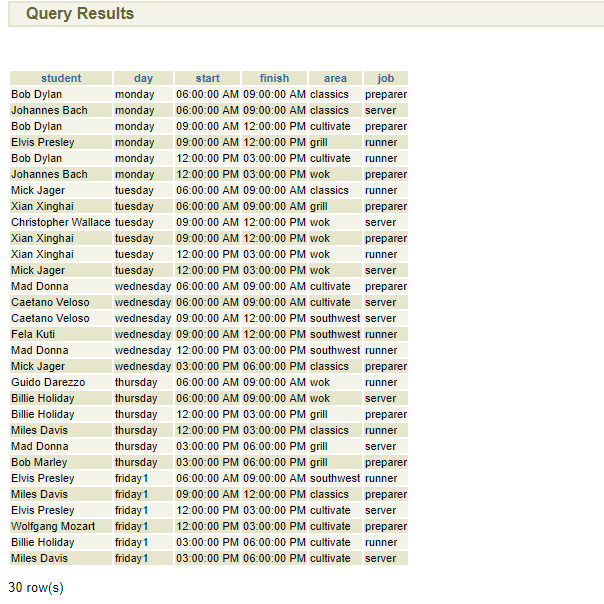 Query Results
student day start finish area job
Bob Dylan monday 06:00:00 AM 09:00:00 AM classics preparer
Johannes Bach monday 06:00:00 AM 09:00:00 AM classics server
Bob Dylan monday 09:00:00 AM 12:00:00 PM cultivate preparer
Elvis Presley monday 09:00:00 AM 12:00:00 PM grill runner
Bob Dylan monday 12:00:00 PM 03:00:00 PM cultivate runner
Johannes Bach monday 12:00:00 PM 03:00:00 PM wok preparer
Mick Jager tuesday 06:00:00 AM 09:00:00 AM classics runner
Xian Xinghai tuesday 06:00:00 AM 09:00:00 AM grill preparer
Christopher Wallace tuesday 09:00:00 AM 12:00:00 PM wok server
Xian Xinghai tuesday 09:00:00 AM 12:00:00 PM wok preparer
Xian Xinghai tuesday 12:00:00 PM 03:00:00 PM wok runner
Mick Jager tuesday 12:00:00 PM 03:00:00 PM wok server
Mad Donna wednesday 06:00:00 AM 09:00:00 AM cultivate preparer
Caetano Veloso wednesday 06:00:00 AM 09:00:00 AM cultivate server
Caetano Veloso wednesday 09:00:00 AM 12:00:00 PM southwest server
Fela Kuti wednesday 09:00:00 AM 12:00:00 PM southwest runner
Mad Donna wednesday 12:00:00 PM 03:00:00 PM southwest runner
Mick Jager wednesday 03:00:00 PM 06:00:00 PM classics preparer
Guido Darezzo thursday 06:00:00 AM 09:00:00 AM wok runner
Billie Holiday thursday 06:00:00 AM 09:00:00 AM wok server
Billie Holiday thursday 12:00:00 PM 03:00:00 PM grill preparer
Miles Davis thursday 12:00:00 PM 03:00:00 PM classics runner
Mad Donna thursday 03:00:00 PM 06:00:00 PM grill server
Bob Marley thursday 03:00:00 PM 06:00:00 PM grill preparer
Elvis Presley friday1 06:00:00 AM 09:00:00 AM southwest runner
Miles Davis friday1 09:00:00 AM 12:00:00 PM classics preparer
Elvis Presley friday1 12:00:00 PM 03:00:00 PM cultivate server
Wolfgang Mozart friday1 12:00:00 PM 03:00:00 PM cultivate preparer
Billie Holiday friday1 03:00:00 PM 06:00:00 PM cultivate runner
Miles Davis friday1 03:00:00 PM 06:00:00 PM cultivate server
30 row(s)